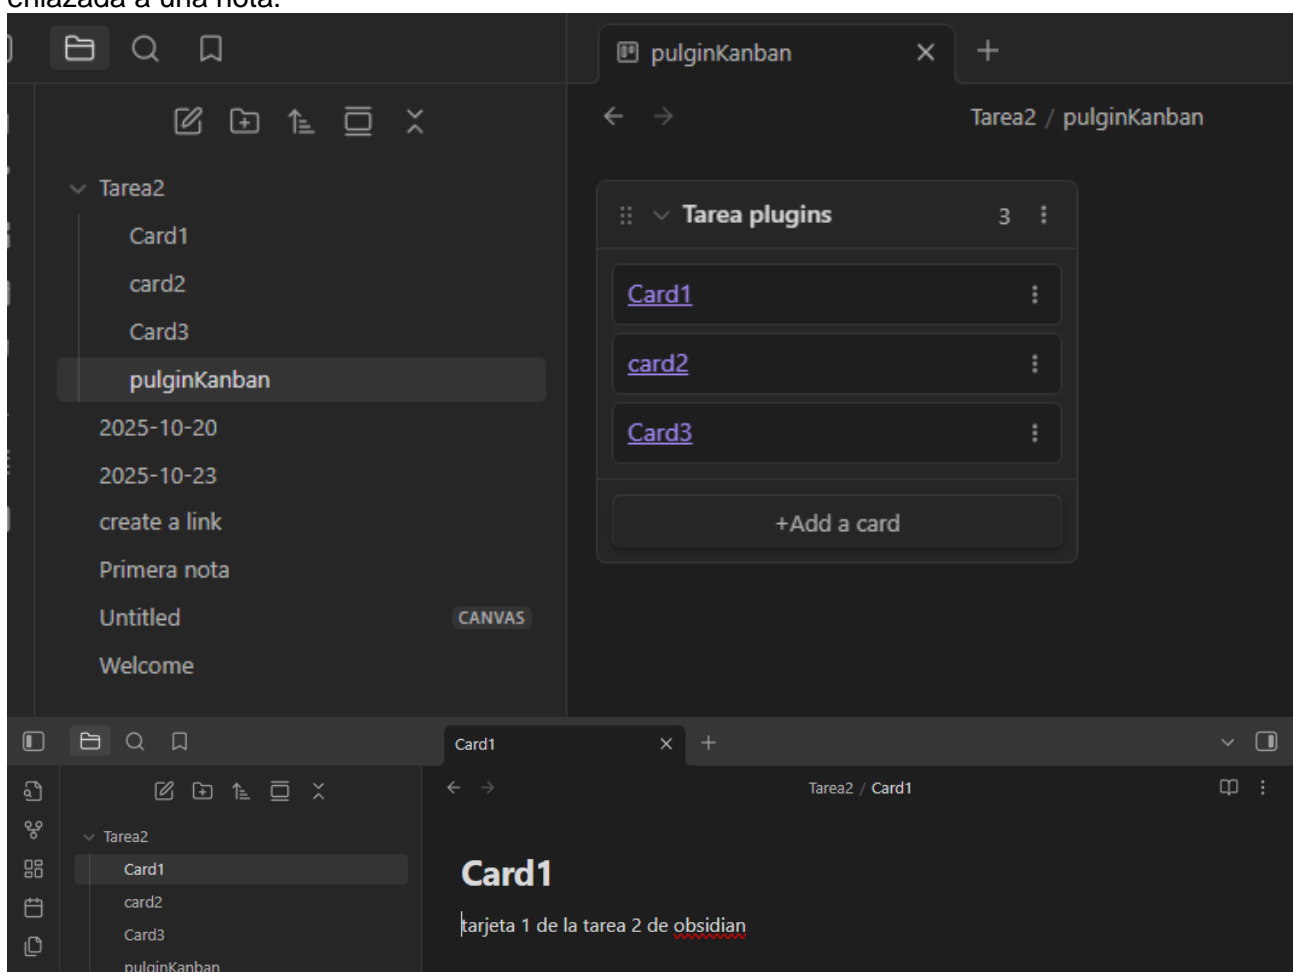 enlazada a una nota.
pulginKanban
Tarea2 / pulginKanban
Tarea2
Card1
card2
Card3
pulginKanban
2025-10-20
2025-10-23
create a link
Primera nota
Untitled CANVAS
Welcome
Tarea plugins 3
Card1
card2
Card3
+Add a card
Card1
Tarea2 / Card1
Tarea2
Card1
card2
Card3
pulginKanban
Card1
tarjeta 1 de la tarea 2 de obsidian